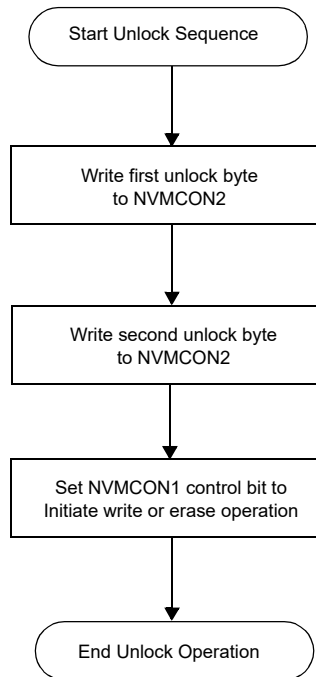 Start Unlock Sequence
Write first unlock byte
to NVMCON2
Write second unlock byte
to NVMCON2
Set NVMCON1 control bit to
Initiate write or erase operation
End Unlock Operation